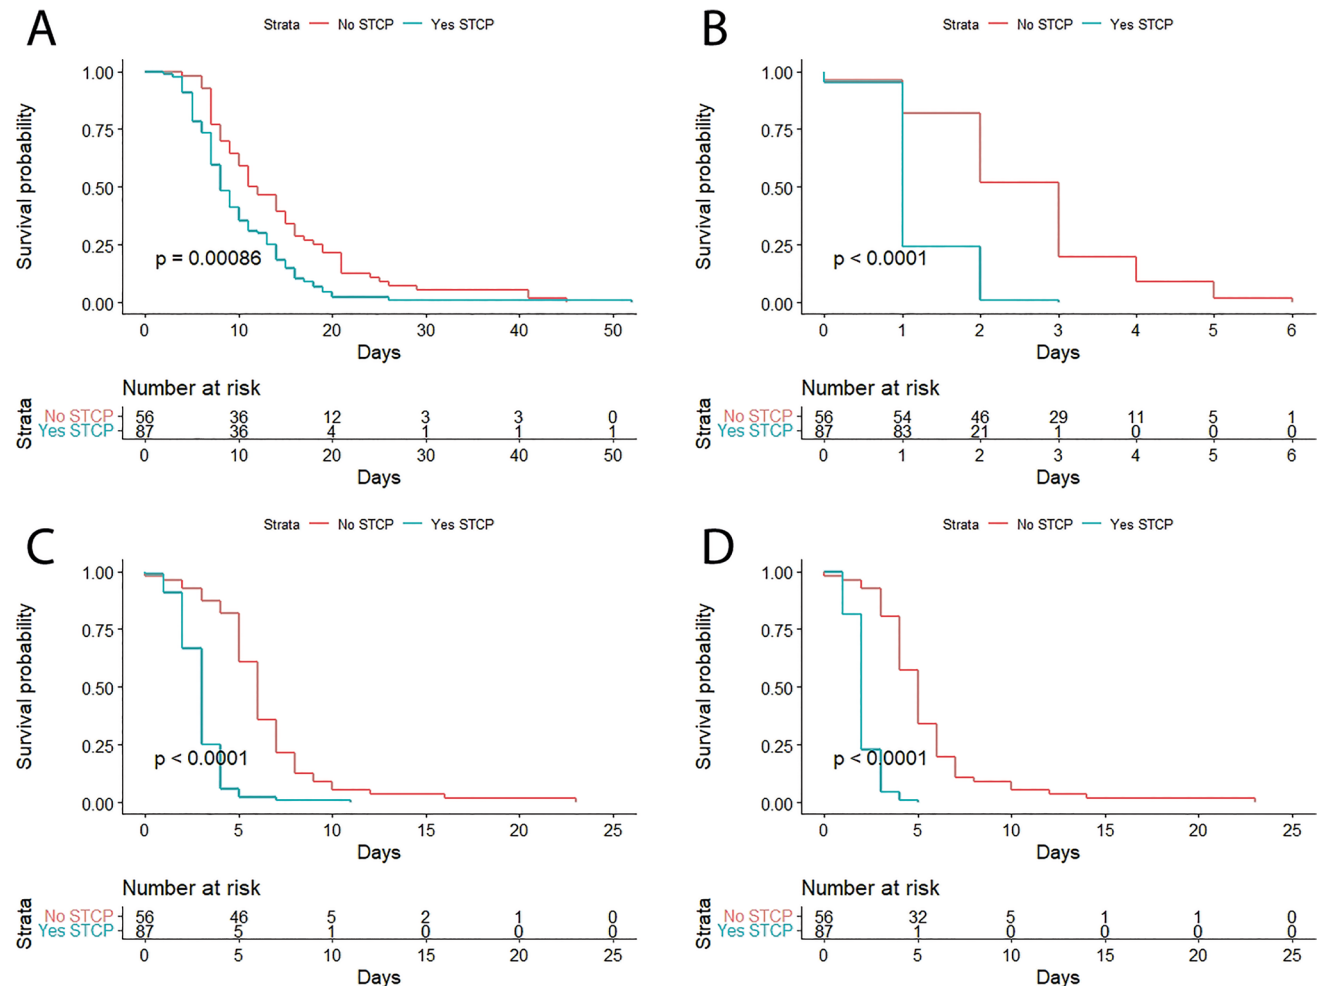 A
Strata No STCP Yes STCP
Survival probability
1.00
0.75
0.50
0.25
0.00
p = 0.00086
0 10 20 30 40 50
Days
Number at risk
Strata
No STCP 56 36 12 3 3 0
Yes STCP 87 36 4 1 1 1
0 10 20 30 40 50
Days
B
Strata No STCP Yes STCP
Survival probability
1.00
0.75
0.50
0.25
0.00
p < 0.0001
0 1 2 3 4 5 6
Days
Number at risk
Strata
No STCP 56 54 46 29 11 5 1
Yes STCP 87 83 21 1 0 0 0
0 1 2 3 4 5 6
Days
C
Strata No STCP Yes STCP
Survival probability
1.00
0.75
0.50
0.25
0.00
p < 0.0001
0 5 10 15 20 25
Days
Number at risk
Strata
No STCP 56 46 5 2 1 0
Yes STCP 87 5 1 0 0 0
0 5 10 15 20 25
Days
D
Strata No STCP Yes STCP
Survival probability
1.00
0.75
0.50
0.25
0.00
p < 0.0001
0 5 10 15 20 25
Days
Number at risk
Strata
No STCP 56 32 5 1 1 0
Yes STCP 87 1 0 0 0 0
0 5 10 15 20 25
Days